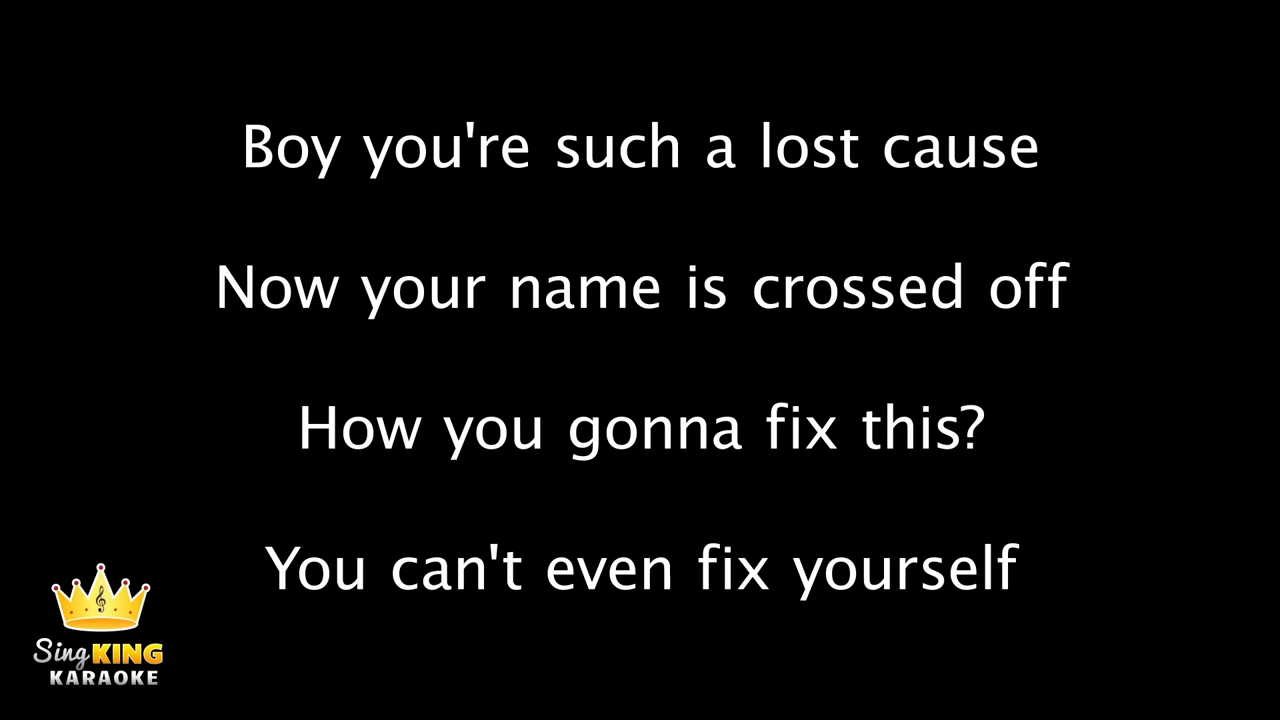 Boy you're such a lost cause
Now your name is crossed off
How you gonna fix this?
You can't even fix yourself
Sing KING
KARAOKE